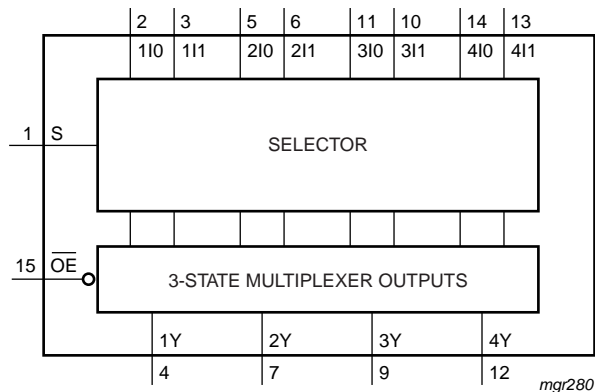 2 3 5 6 11 10 14 13
1I0 1I1 2I0 2I1 3I0 3I1 4I0 4I1
1 S
SELECTOR
15 O̅E̅
3-STATE MULTIPLEXER OUTPUTS
1Y 2Y 3Y 4Y
4 7 9 12
mgr280